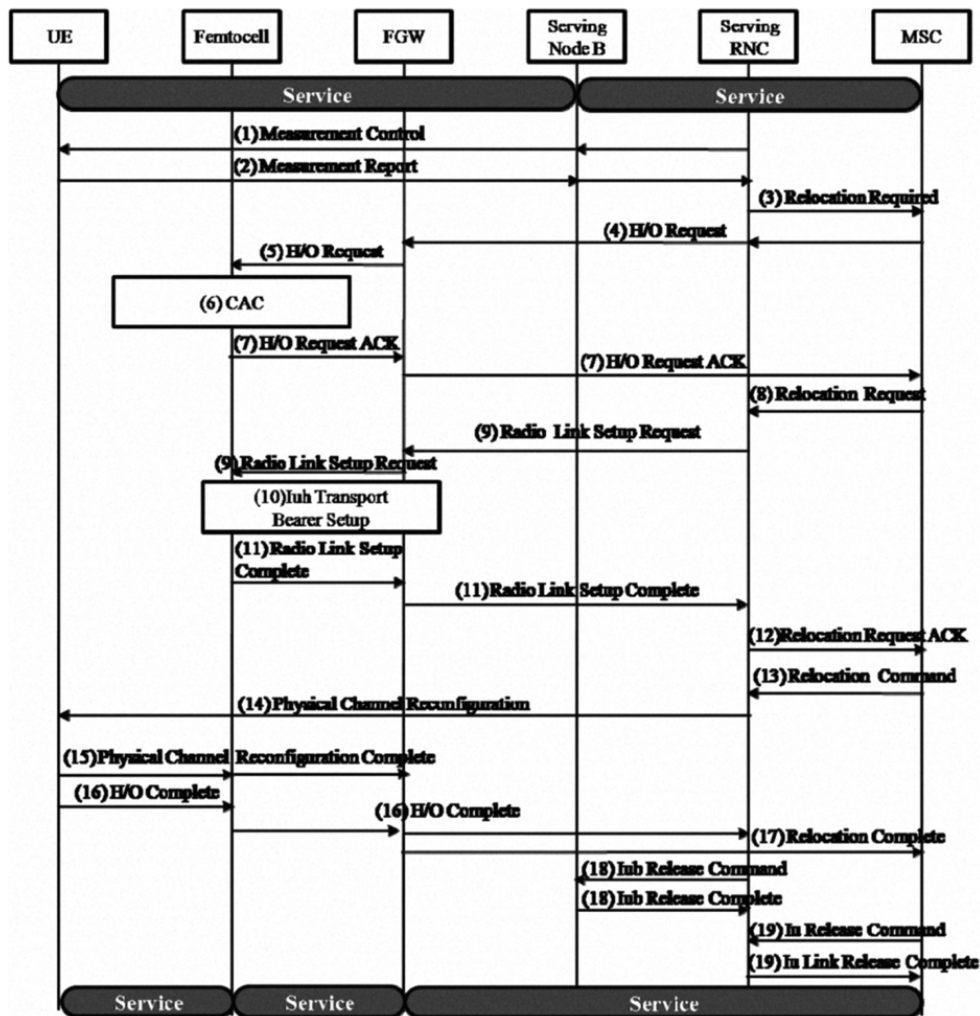 UE
Femtocell
FGW
Serving
Node B
Serving
RNC
MSC
Service
Service
(1) Measurement Control
(2) Measurement Report
(3) Relocation Required
(4) H/O Request
(5) H/O Request
(6) CAC
(7) H/O Request ACK
(7) H/O Request ACK
(8) Relocation Request
(9) Radio Link Setup Request
(9) Radio Link Setup Request
(10)Iuh Transport
Bearer Setup
(11) Radio Link Setup
Complete
(11) Radio Link Setup Complete
(12)Relocation Request ACK
(13) Relocation Command
(14) Physical Channel Reconfiguration
(15) Physical Channel Reconfiguration Complete
(16) H/O Complete
(16) H/O Complete
(17) Relocation Complete
(18) Iub Release Command
(18) Iub Release Complete
(19) Iu Release Command
(19) Iu Link Release Complete
Service
Service
Service